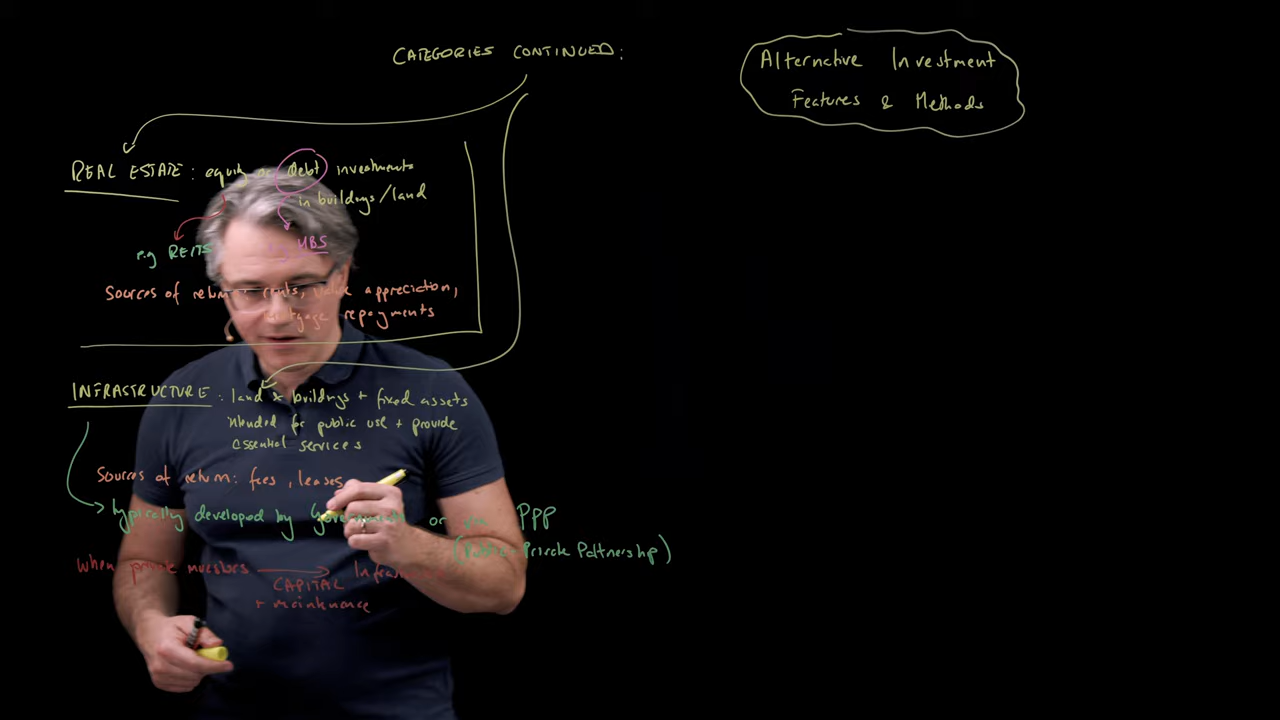 CATEGORIES CONTINUED:
Alternative Investment
Features & Methods
REAL ESTATE: equity or debt investments
in buildings/land
e.g REITS
MBS
Sources of return: rents, value appreciation,
mortgage repayments
INFRASTRUCTURE: land & buildings + fixed assets
intended for public use + provide
essential services
Sources of return: fees, leases
typically developed by Governments or via PPP
(Public-Private Partnership)
When private investors → Infrastructure
CAPITAL
+ maintenance